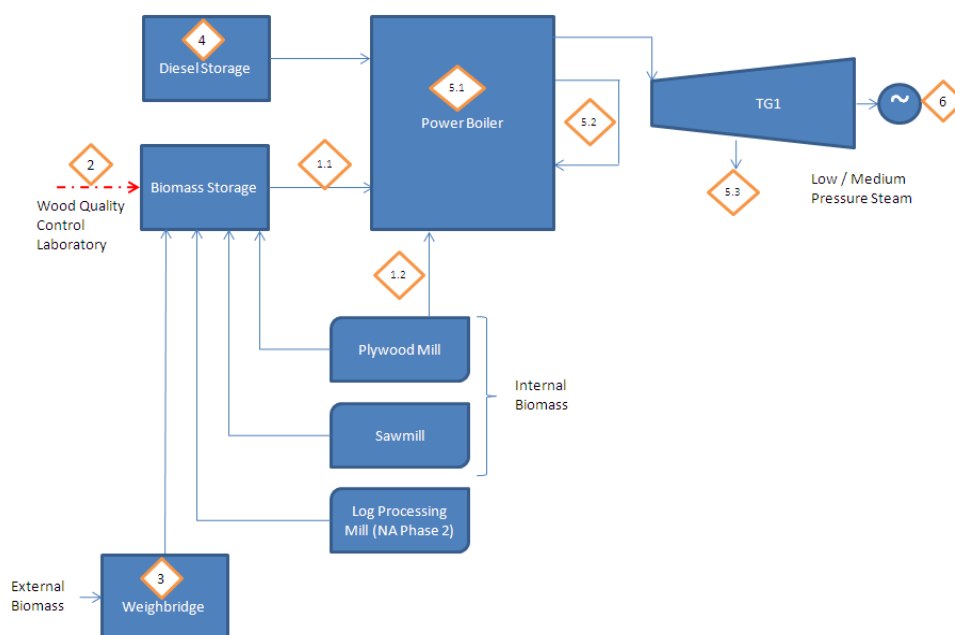 4
Diesel Storage
5.1
Power Boiler
5.2
TG1
~
6
5.3
Low / Medium
Pressure Steam
2
Wood Quality
Control
Laboratory
Biomass Storage
1.1
1.2
Plywood Mill
Internal
Biomass
Sawmill
Log Processing
Mill (NA Phase 2)
External
Biomass
3
Weighbridge